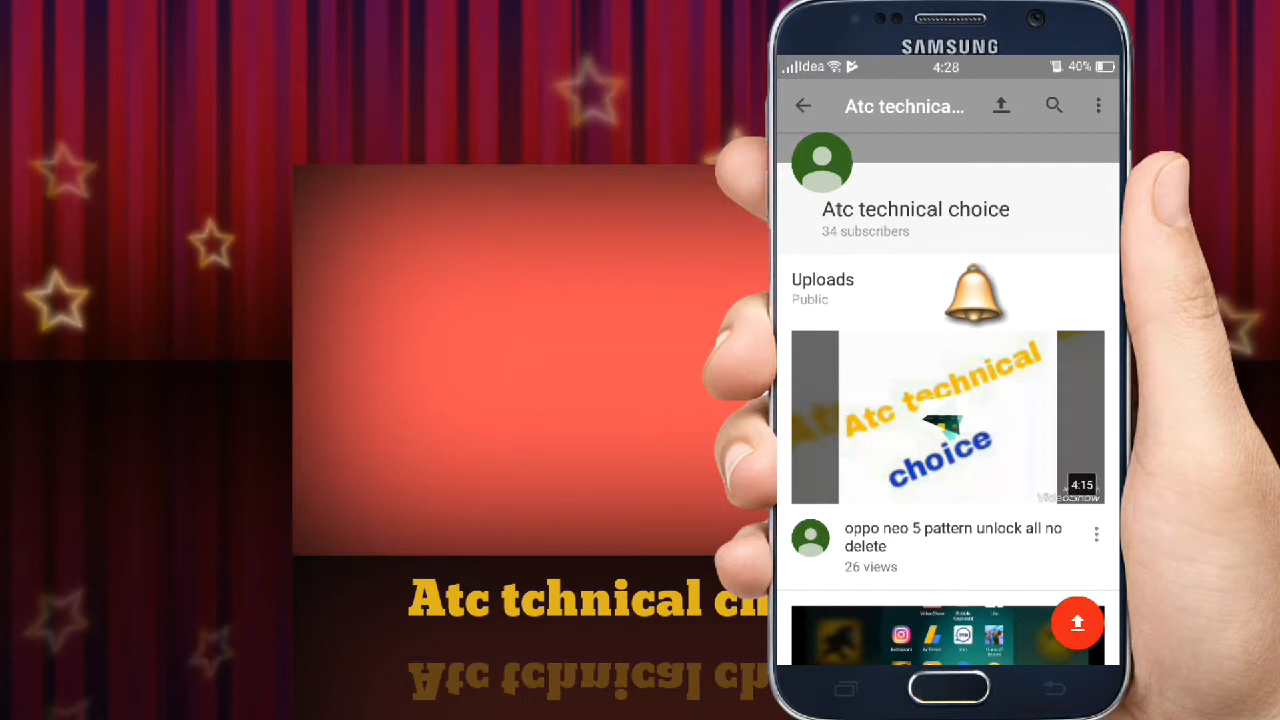 SAMSUNG
Idea 4:28 40%
Atc technica...
Atc technical choice
34 subscribers
Uploads
Public
Atc technical
choice
4:15
VideoShow
oppo neo 5 pattern unlock all no
delete
26 views
Atc tchnical ch